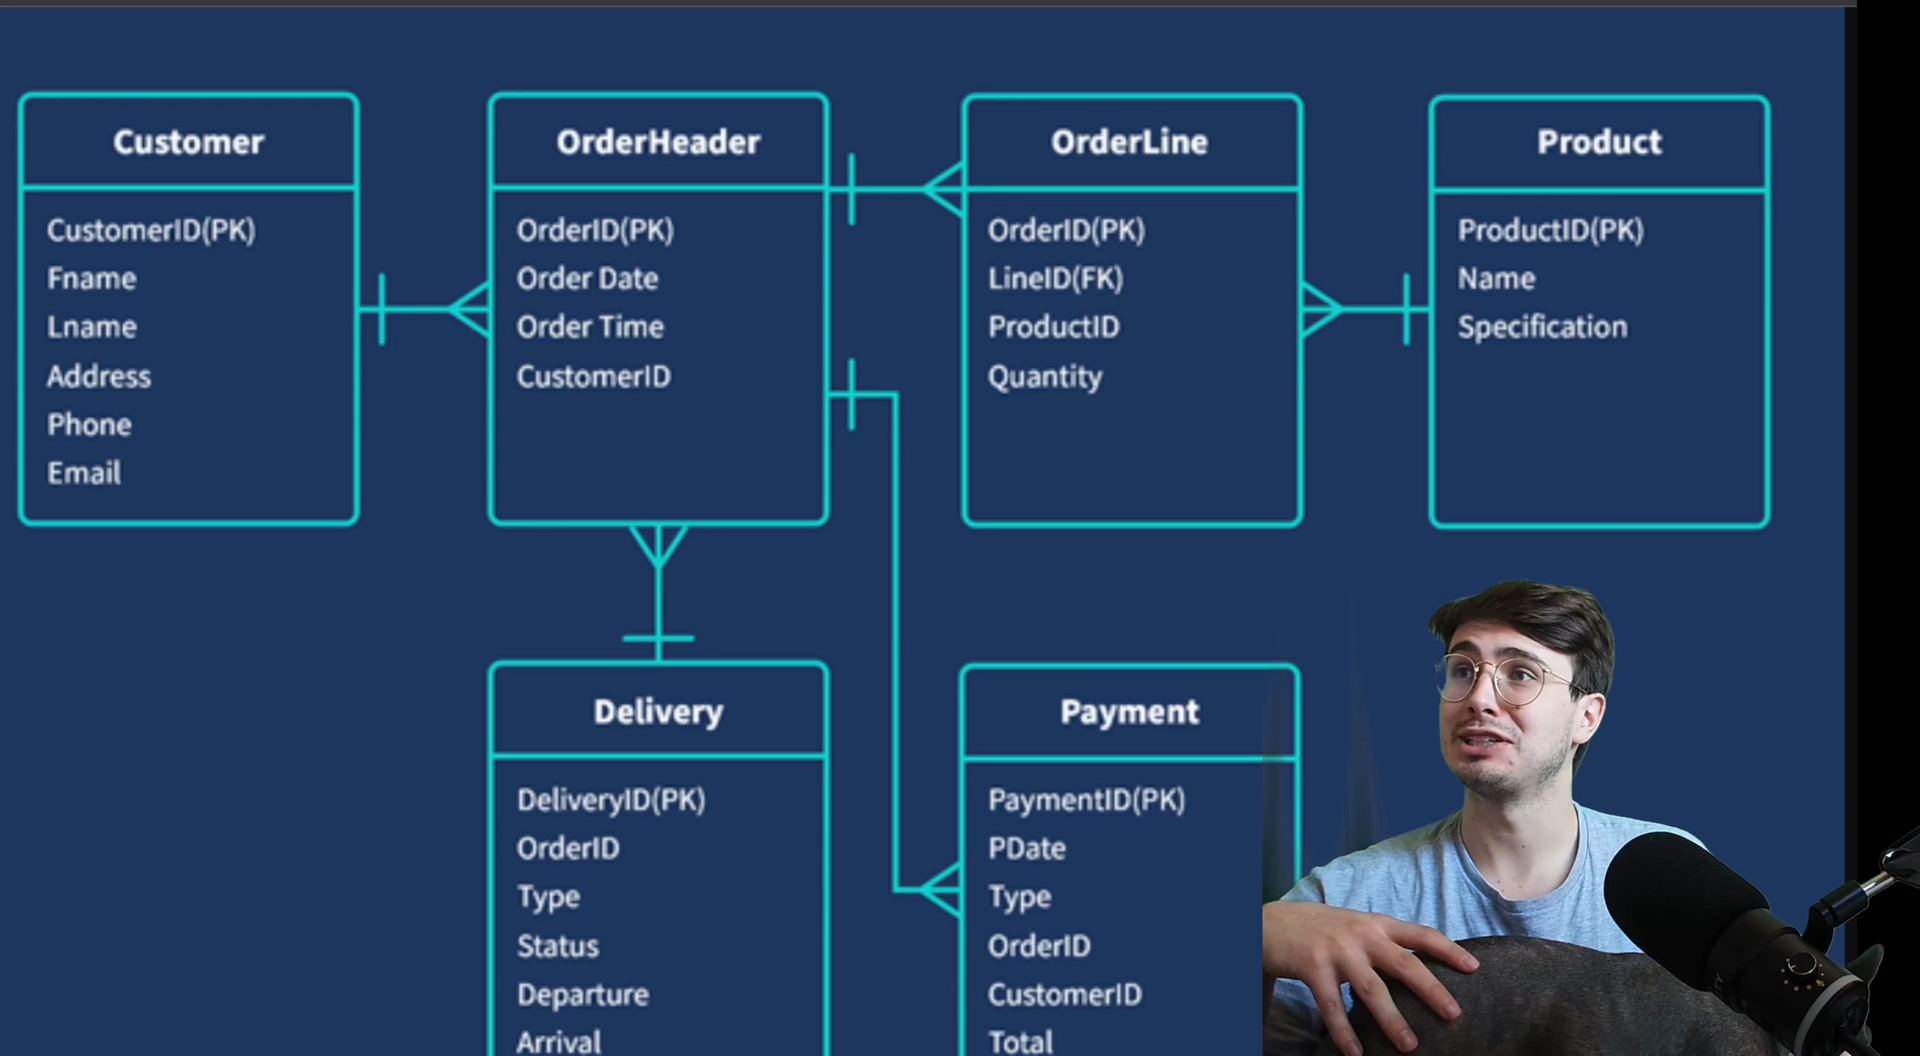 Customer
CustomerID(PK)
Fname
Lname
Address
Phone
Email
OrderHeader
OrderID(PK)
Order Date
Order Time
CustomerID
OrderLine
OrderID(PK)
LineID(FK)
ProductID
Quantity
Product
ProductID(PK)
Name
Specification
Delivery
DeliveryID(PK)
OrderID
Type
Status
Departure
Arrival
Payment
PaymentID(PK)
PDate
Type
OrderID
CustomerID
Total